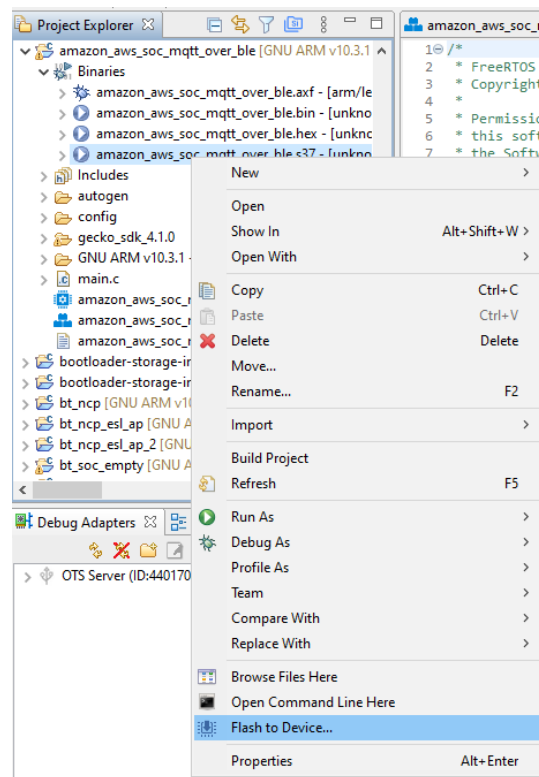 Project Explorer
amazon_aws_soc_mqtt_over_ble [GNU ARM v10.3.1
Binaries
amazon_aws_soc_mqtt_over_ble.axf - [arm/le
amazon_aws_soc_mqtt_over_ble.bin - [unkno
amazon_aws_soc_mqtt_over_ble.hex - [unknc
amazon_aws_soc_mqtt_over_ble.s37 - [unkno
Includes
autogen
config
gecko_sdk_4.1.0
GNU ARM v10.3.1 -
main.c
amazon_aws_soc_r
amazon_aws_soc_r
amazon_aws_soc_r
bootloader-storage-in
bootloader-storage-in
bt_ncp [GNU ARM v10
bt_ncp_esl_ap [GNU A
bt_ncp_esl_ap_2 [GNU
bt_soc_empty [GNU A
Debug Adapters
OTS Server (ID:440170
amazon_aws_soc_r
1 /*
2 * FreeRTOS
3 * Copyright
4 *
5 * Permissio
6 * this soft
7 * the Softw
New
Open
Show In Alt+Shift+W
Open With
Copy Ctrl+C
Paste Ctrl+V
Delete Delete
Move...
Rename... F2
Import
Build Project
Refresh F5
Run As
Debug As
Profile As
Team
Compare With
Replace With
Browse Files Here
Open Command Line Here
Flash to Device...
Properties Alt+Enter